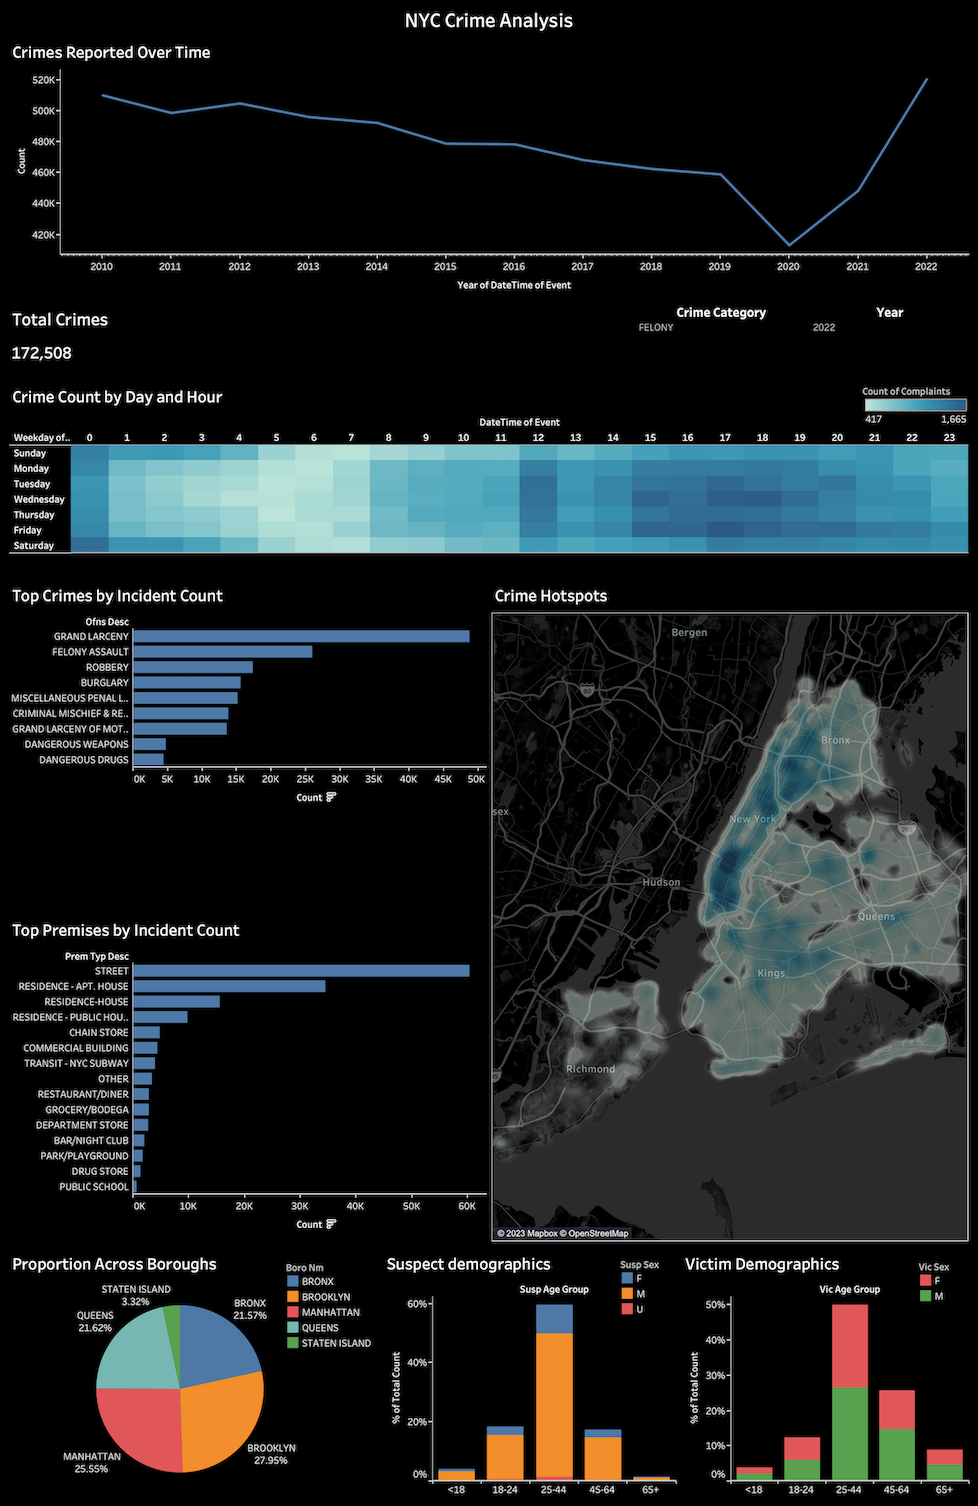 NYC Crime Analysis
Crimes Reported Over Time
520K
500K
480K
460K
440K
420K
Count
2010 2011 2012 2013 2014 2015 2016 2017 2018 2019 2020 2021 2022
Year of DateTime of Event
Total Crimes
172,508
Crime Category
FELONY
Year
2022
Crime Count by Day and Hour
Count of Complaints
417 1,665
DateTime of Event
Weekday of.. 0 1 2 3 4 5 6 7 8 9 10 11 12 13 14 15 16 17 18 19 20 21 22 23
Sunday
Monday
Tuesday
Wednesday
Thursday
Friday
Saturday
Top Crimes by Incident Count
Ofns Desc
GRAND LARCENY
FELONY ASSAULT
ROBBERY
BURGLARY
MISCELLANEOUS PENAL L..
CRIMINAL MISCHIEF & RE..
GRAND LARCENY OF MOT..
DANGEROUS WEAPONS
DANGEROUS DRUGS
0K 5K 10K 15K 20K 25K 30K 35K 40K 45K 50K
Count
Crime Hotspots
Bergen
Bronx
sex
New York
Hudson
Queens
Kings
Richmond
© 2023 Mapbox © OpenStreetMap
Top Premises by Incident Count
Prem Typ Desc
STREET
RESIDENCE - APT. HOUSE
RESIDENCE-HOUSE
RESIDENCE - PUBLIC HOU..
CHAIN STORE
COMMERCIAL BUILDING
TRANSIT - NYC SUBWAY
OTHER
RESTAURANT/DINER
GROCERY/BODEGA
DEPARTMENT STORE
BAR/NIGHT CLUB
PARK/PLAYGROUND
DRUG STORE
PUBLIC SCHOOL
0K 10K 20K 30K 40K 50K 60K
Count
Proportion Across Boroughs
STATEN ISLAND
3.32%
QUEENS
21.62%
BRONX
21.57%
MANHATTAN
25.55%
BROOKLYN
27.95%
Boro Nm
BRONX
BROOKLYN
MANHATTAN
QUEENS
STATEN ISLAND
Suspect demographics
Susp Sex
F
M
U
Susp Age Group
60%
40%
20%
0%
% of Total Count
<18 18-24 25-44 45-64 65+
Victim Demographics
Vic Sex
F
M
Vic Age Group
50%
40%
30%
20%
10%
0%
% of Total Count
<18 18-24 25-44 45-64 65+